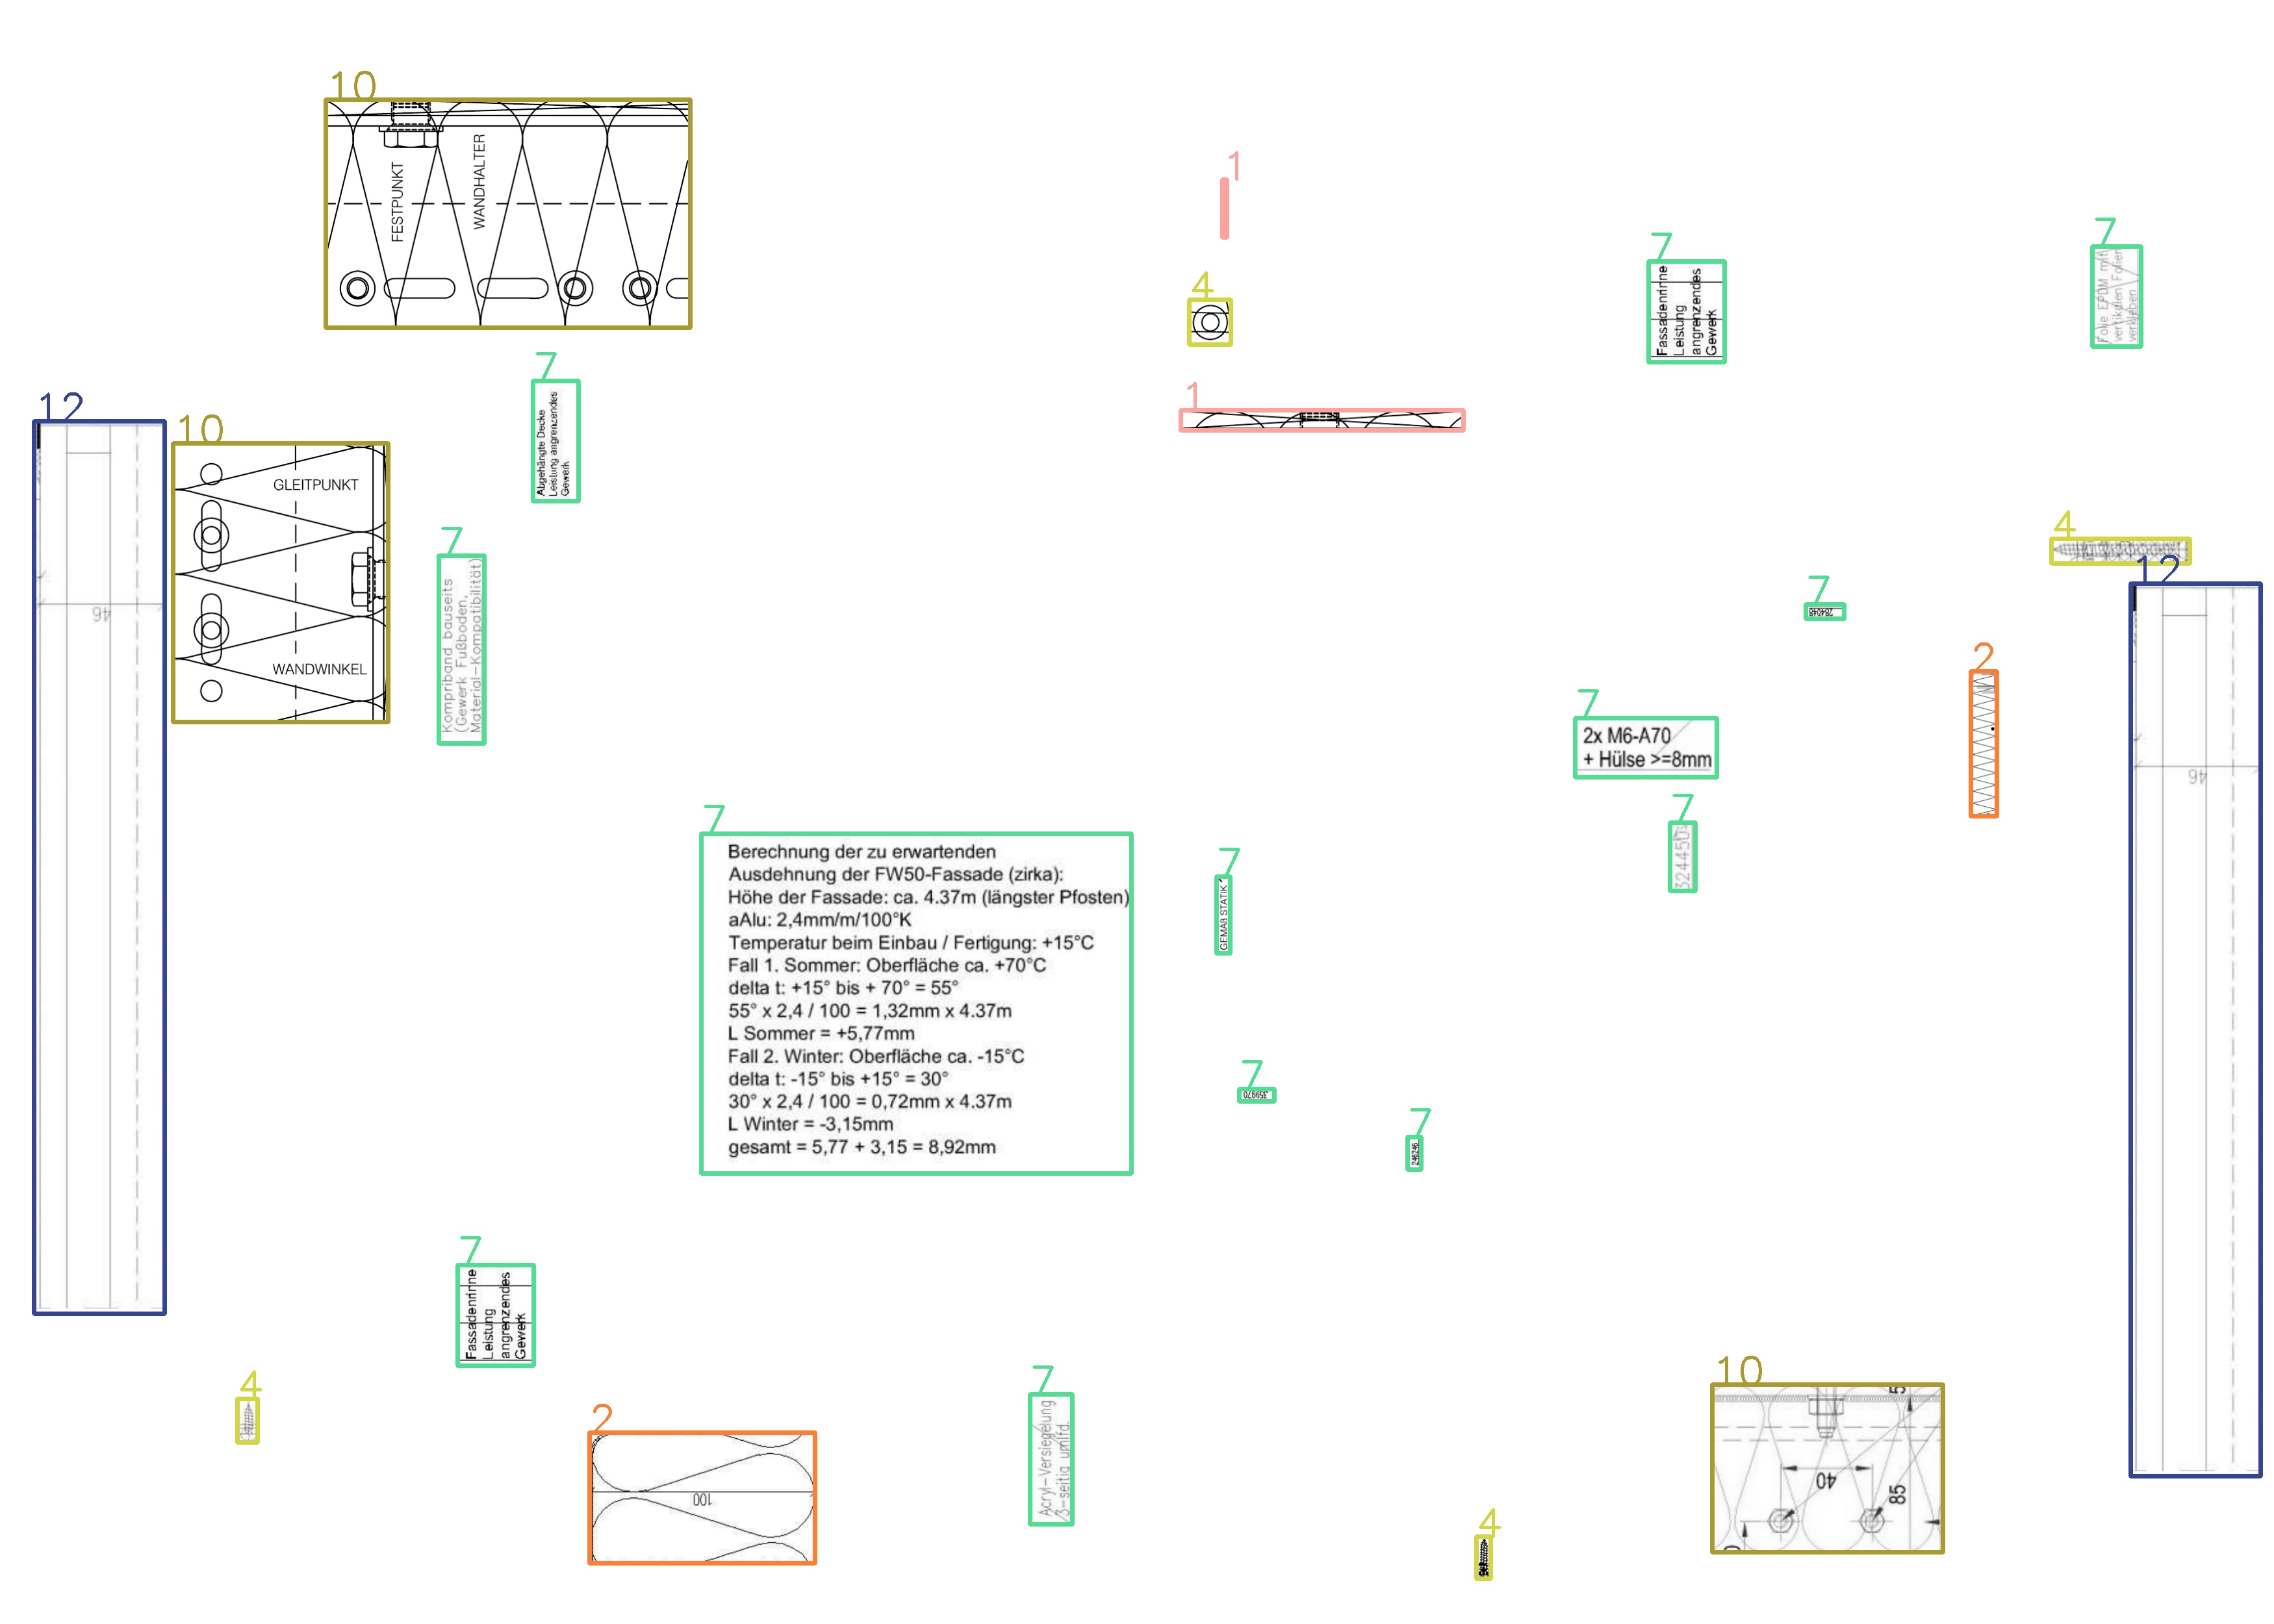 10
FESTPUNKT
WANDHALTER
1
7
Fassadenrinne
Leistung
angrenzendes
Gewerk
7
Folie EPDM mit
vertikalen Folien
verkleben
4
7
Abgehängte Decke
Leistung angrenzendes
Gewerk
1
12
46
10
GLEITPUNKT
WANDWINKEL
7
Kompriband bauseits
(Gewerk Fußboden,
Material-Kompatibilität)
4
12
46
7
284048
2
7
2x M6-A70
+ Hülse >=8mm
7
324450
7
Berechnung der zu erwartenden
Ausdehnung der FW50-Fassade (zirka):
Höhe der Fassade: ca. 4.37m (längster Pfosten)
aAlu: 2,4mm/m/100°K
Temperatur beim Einbau / Fertigung: +15°C
Fall 1. Sommer: Oberfläche ca. +70°C
delta t: +15° bis + 70° = 55°
55° x 2,4 / 100 = 1,32mm x 4.37m
L Sommer = +5,77mm
Fall 2. Winter: Oberfläche ca. -15°C
delta t: -15° bis +15° = 30°
30° x 2,4 / 100 = 0,72mm x 4.37m
L Winter = -3,15mm
gesamt = 5,77 + 3,15 = 8,92mm
7
GEMÄß STATIK
7
359970
7
246246
7
Fassadenrinne
Leistung
angrenzendes
Gewerk
4
2
100
7
Acryl-Versiegelung
3-seitig umlfd.
4
10
5
40
85